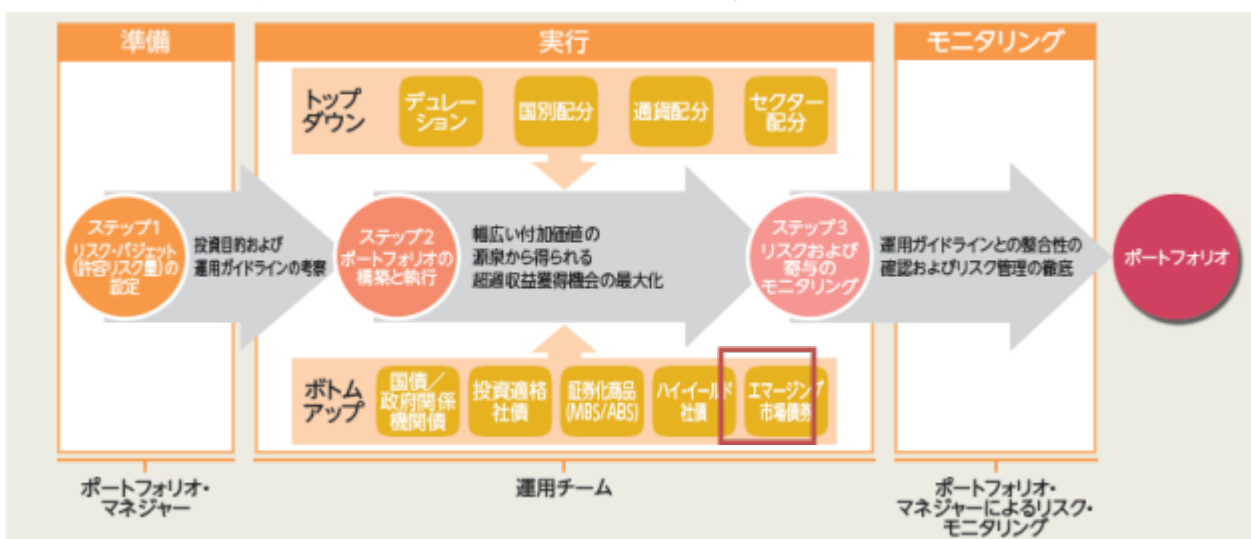 準備
実行
モニタリング
トップ
ダウン
デュレー
ション
国別配分
通貨配分
セクター
配分
ステップ1
リスク・バジェット
(許容リスク量)の
設定
投資目的および
運用ガイドラインの考察
ステップ2
ポートフォリオの
構築と執行
幅広い付加価値の
源泉から得られる
超過収益獲得機会の最大化
ステップ3
リスクおよび
寄与の
モニタリング
運用ガイドラインとの整合性の
確認およびリスク管理の徹底
ポートフォリオ
ボトム
アップ
国債/
政府関係
機関債
投資適格
社債
証券化商品
(MBS/ABS)
ハイ・イールド
社債
エマージング
市場債券
ポートフォリオ・
マネジャー
運用チーム
ポートフォリオ・
マネジャーによるリスク・
モニタリング